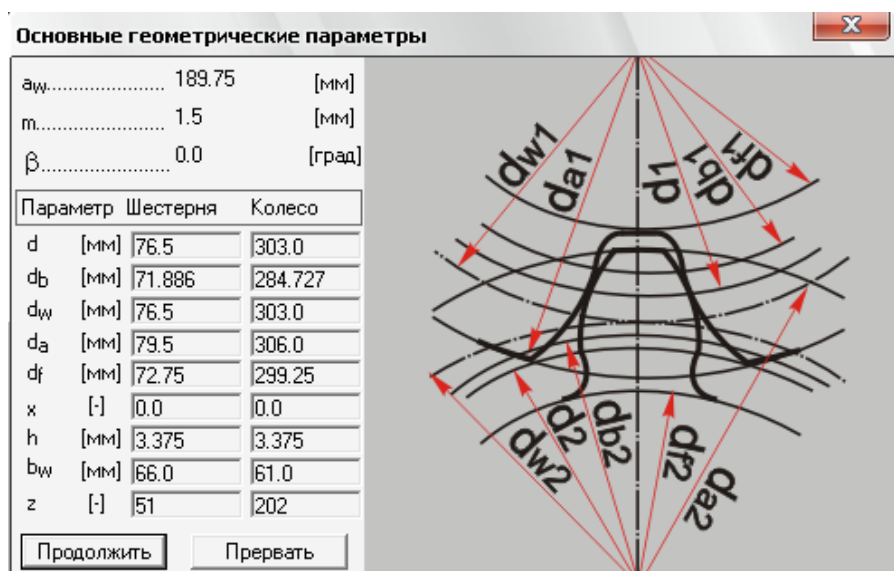 Основные геометрические параметры
X
aw...................... 189.75 [мм]
m....................... 1.5 [мм]
β....................... 0.0 [град]
Параметр Шестерня Колесо
d [мм] 76.5 303.0
db [мм] 71.886 284.727
dw [мм] 76.5 303.0
da [мм] 79.5 306.0
df [мм] 72.75 299.25
x [-] 0.0 0.0
h [мм] 3.375 3.375
bw [мм] 66.0 61.0
z [-] 51 202
Продолжить Прервать
dw1
da1
d1
db1
df1
dw2
d2
db2
df2
da2